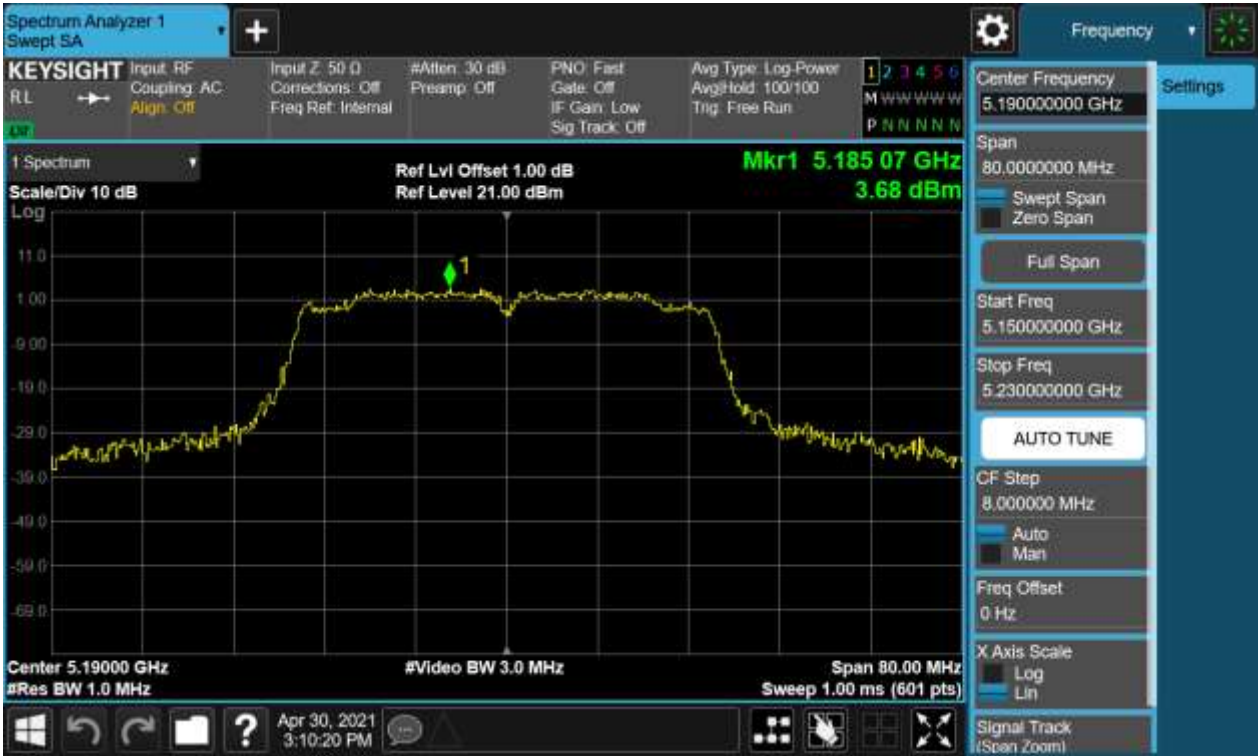 Spectrum Analyzer 1
Swept SA
+
Frequency
KEYSIGHT
RL
Input: RF
Coupling: AC
Align: Off
Input Z: 50 Ω
Corrections: Off
Freq Ref: Internal
#Atten: 30 dB
Preamp: Off
PNO: Fast
Gate: Off
IF Gain: Low
Sig Track: Off
Avg Type: Log-Power
Avg|Hold: 100/100
Trig: Free Run
1 2 3 4 5 6
M W W W W W
P N N N N N
1 Spectrum
Scale/Div 10 dB
Log
Ref Lvl Offset 1.00 dB
Ref Level 21.00 dBm
Mkr1 5.185 07 GHz
3.68 dBm
1
11.0
1.00
-9.00
-19.0
-29.0
-39.0
-49.0
-59.0
-69.0
Center 5.19000 GHz
#Res BW 1.0 MHz
#Video BW 3.0 MHz
Span 80.00 MHz
Sweep 1.00 ms (601 pts)
?
Apr 30, 2021
3:10:20 PM
Center Frequency
5.190000000 GHz
Settings
Span
80.0000000 MHz
Swept Span
Zero Span
Full Span
Start Freq
5.150000000 GHz
Stop Freq
5.230000000 GHz
AUTO TUNE
CF Step
8.000000 MHz
Auto
Man
Freq Offset
0 Hz
X Axis Scale
Log
Lin
Signal Track
(Span Zoom)